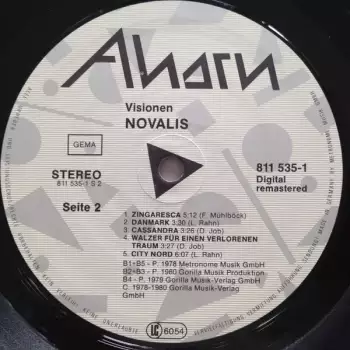 Ahorn
Visionen
NOVALIS
GEMA
STEREO
811 535-1 S 2
811 535-1
Digital
remastered
Seite 2
1 ZINGARESCA 5:12 (F. Mühlböck)
2 DANMARK 3:30 (L. Rahn)
3 CASSANDRA 3:26 (D. Job)
4 WALZER FÜR EINEN VERLORENEN
TRAUM 3:27 (D. Job)
5 CITY NORD 6:07 (L. Rahn)
B1+B5 - P. 1978 Metronome Musik GmbH
B2+B3 - P. 1980 Gorilla Musik Produktion
B4 - P. 1979 Gorilla Musik-Verlag GmbH
C. 1978-1980 Gorilla Musik-Verlag
GmbH
LC 6054